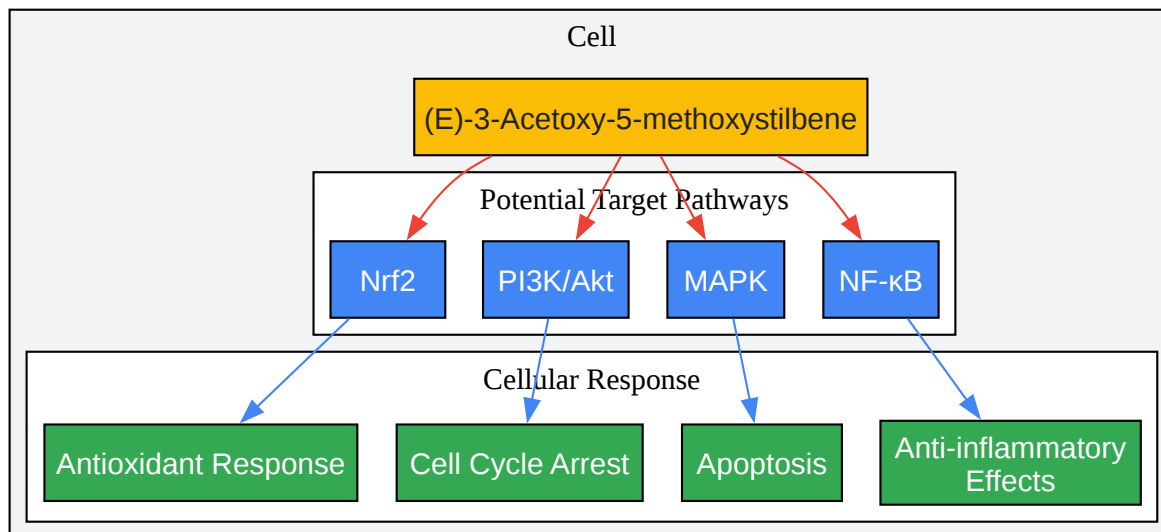 Cell
(E)-3-Acetoxy-5-methoxystilbene
Potential Target Pathways
Nrf2
PI3K/Akt
MAPK
NF-κB
Cellular Response
Antioxidant Response
Cell Cycle Arrest
Apoptosis
Anti-inflammatory
Effects